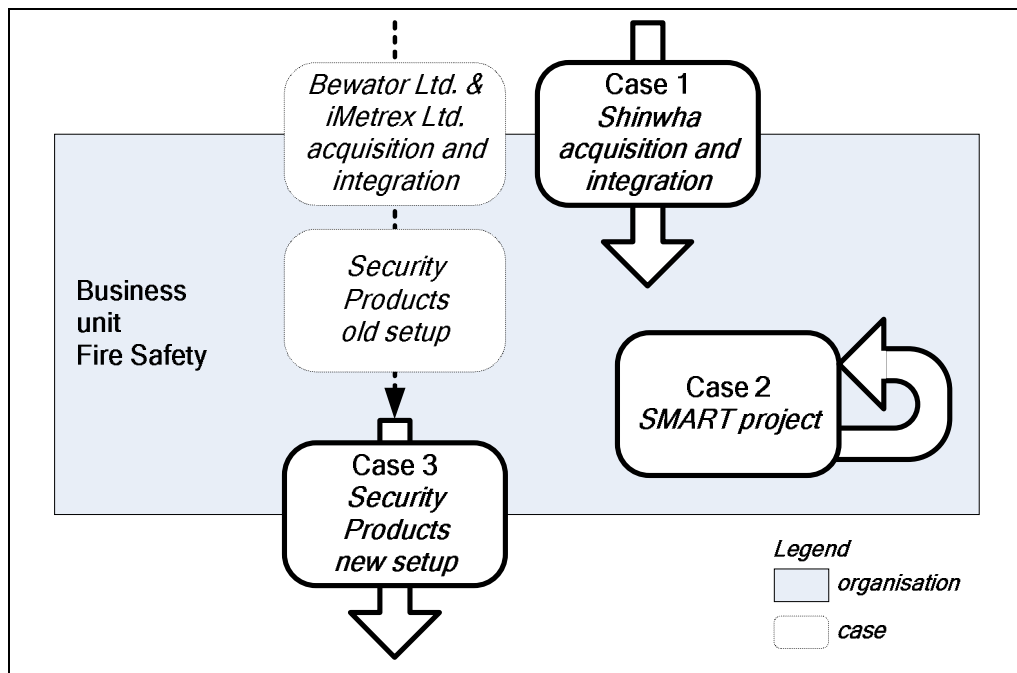 Bewator Ltd. &
iMetrex Ltd.
acquisition and
integration
Case 1
Shinwha
acquisition and
integration
Security
Products
old setup
Business
unit
Fire Safety
Case 2
SMART project
Case 3
Security
Products
new setup
Legend
organisation
case